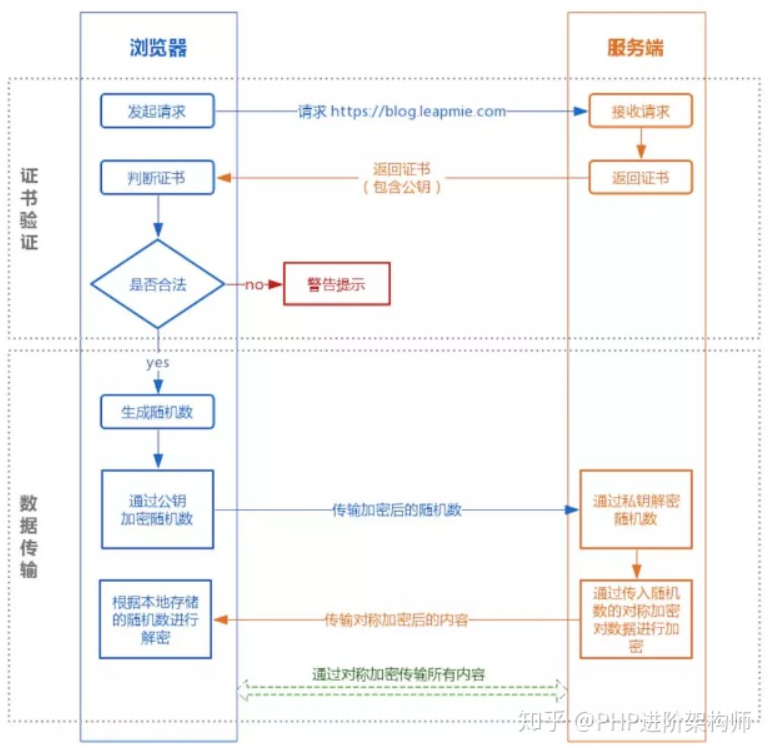 浏览器
服务端
证书验证
发起请求
请求 https://blog.leapmie.com
接收请求
判断证书
返回证书
（包含公钥）
返回证书
是否合法
no
警告提示
yes
数据传输
生成随机数
通过公钥
加密随机数
传输加密后的随机数
通过私钥解密
随机数
根据本地存储
的随机数进行
解密
传输对称加密后的内容
通过传入随机
数的对称加密
对数据进行加
密
通过对称加密传输所有内容
知乎 @PHP进阶架构师